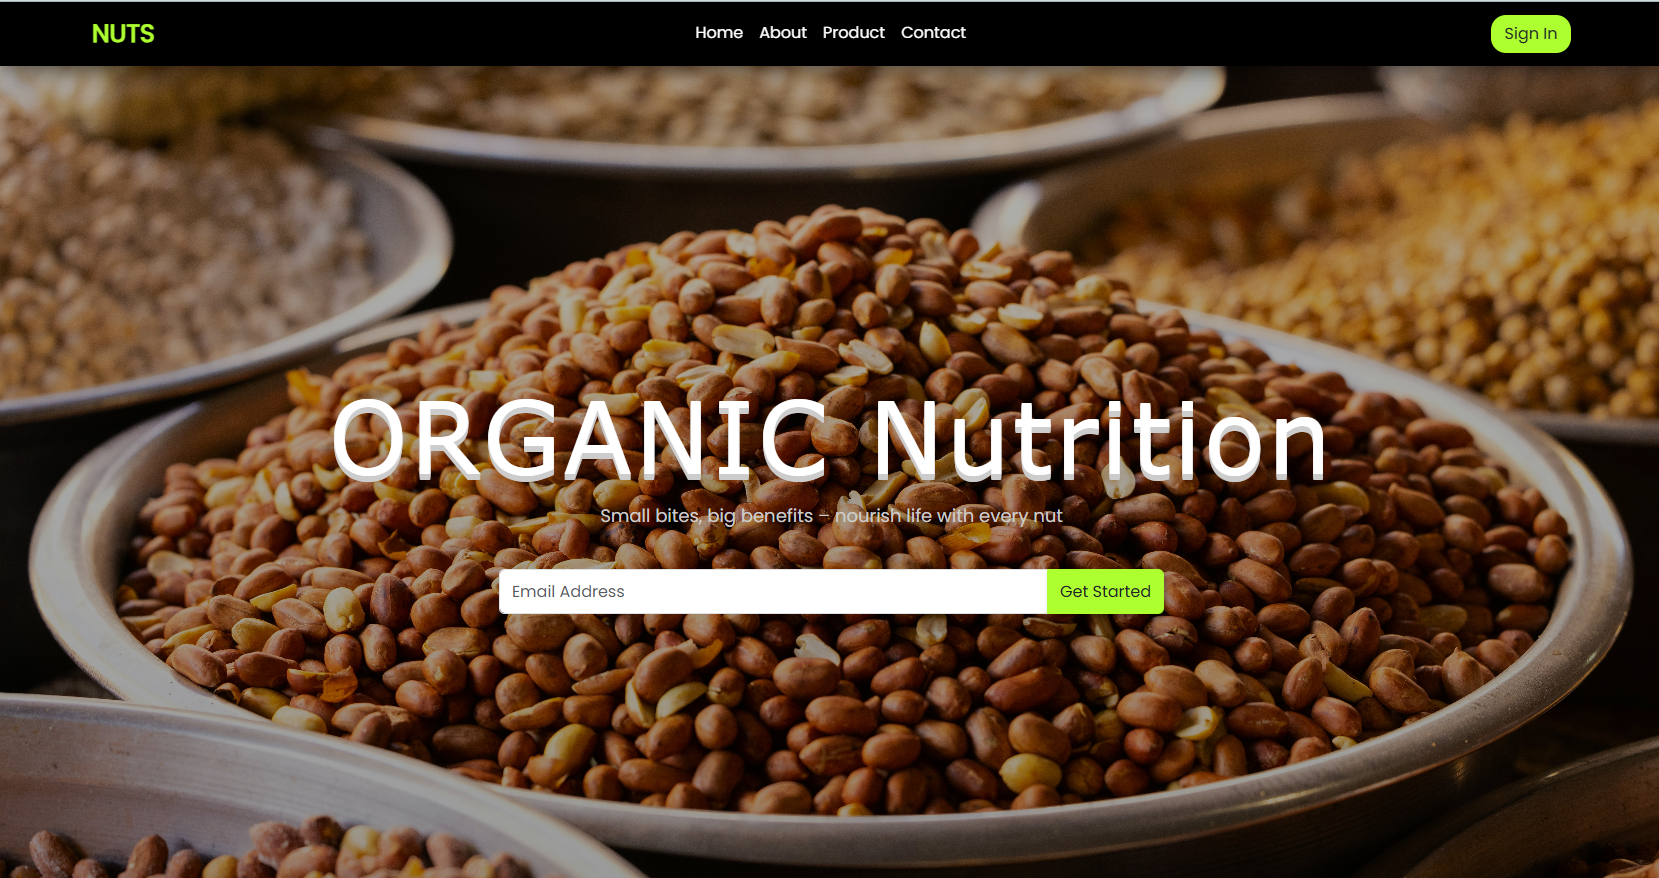 NUTS
Home About Product Contact
Sign In
ORGANIC Nutrition
Small bites, big benefits – nourish life with every nut
Email Address
Get Started